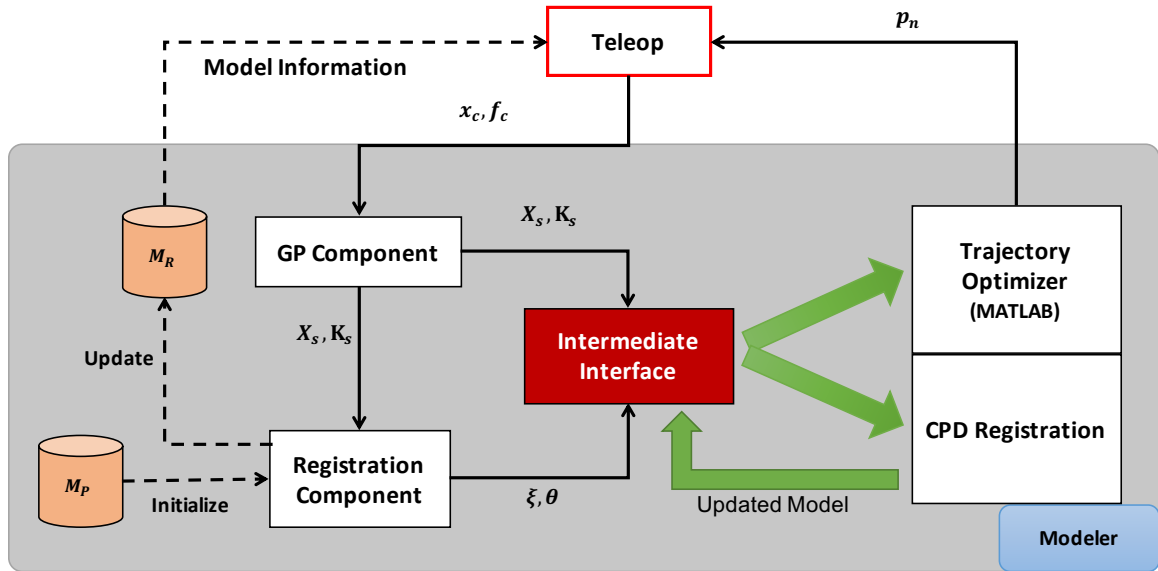 p_n
Teleop
Model Information
x_c, f_c
X_s, K_s
M_R
GP Component
Trajectory
Optimizer
(MATLAB)
X_s, K_s
Intermediate
Interface
Update
CPD Registration
Registration
Component
M_P
Initialize
ξ, θ
Updated Model
Modeler